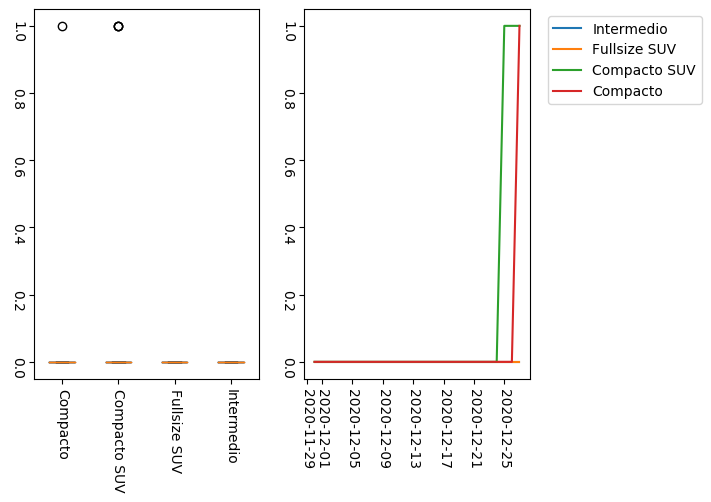 1.0
0.8
0.6
0.4
0.2
0.0
Compacto
Compacto SUV
Fullsize SUV
Intermedio
1.0
0.8
0.6
0.4
0.2
0.0
2020-11-29
2020-12-01
2020-12-05
2020-12-09
2020-12-13
2020-12-17
2020-12-21
2020-12-25
Intermedio
Fullsize SUV
Compacto SUV
Compacto